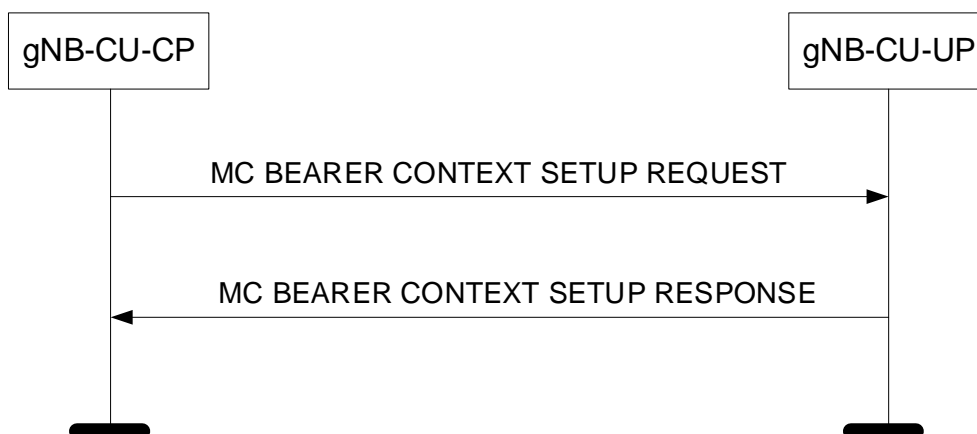 gNB-CU-CP
gNB-CU-UP
MC BEARER CONTEXT SETUP REQUEST
MC BEARER CONTEXT SETUP RESPONSE